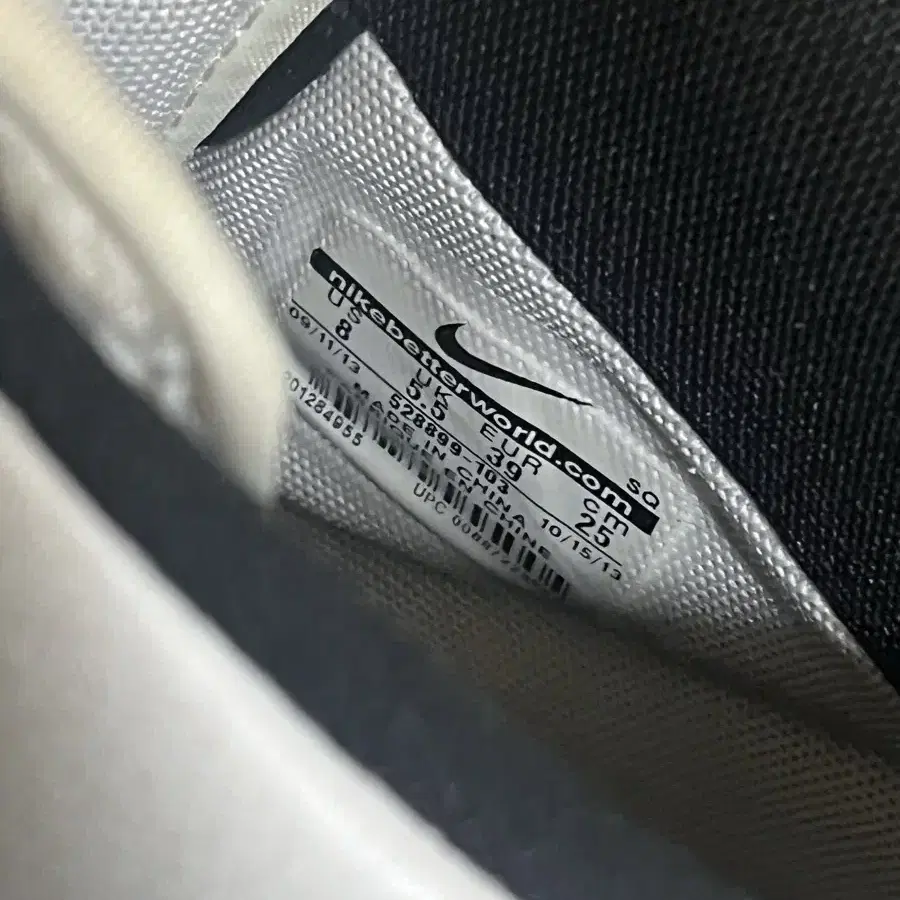 nikebetterworld.com
SQ
US UK EUR cm
8 5.5 39 25
09/11/13 528899-103 10/15/13
MADE IN CHINA
UPC